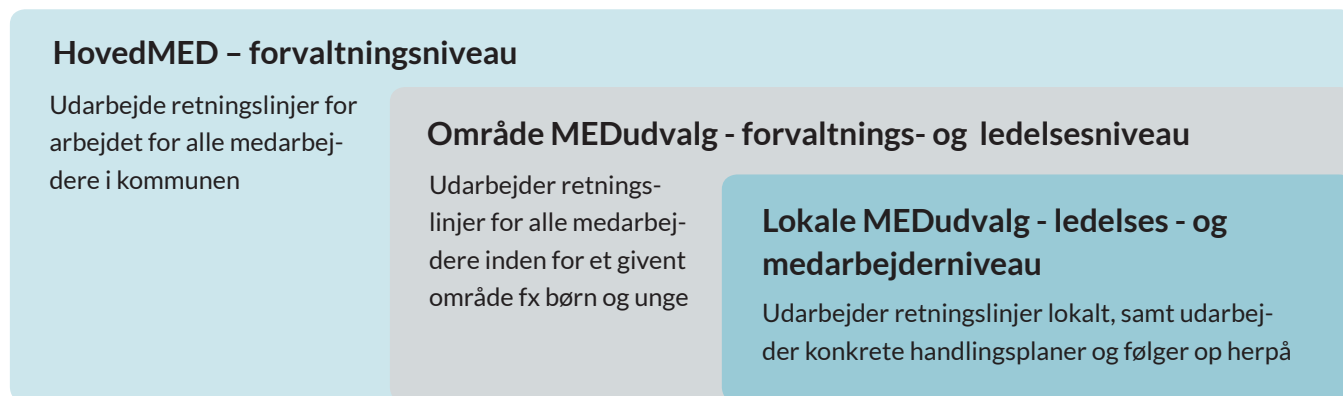 HovedMED – forvaltningsniveau
Udarbejde retningslinjer for
arbejdet for alle medarbej-
dere i kommunen
Område MEDudvalg - forvaltnings- og  ledelsesniveau
Udarbejder retnings-
linjer for alle medarbej-
dere inden for et givent
område fx børn og unge
Lokale MEDudvalg - ledelses - og
medarbejderniveau
Udarbejder retningslinjer lokalt, samt udarbej-
der konkrete handlingsplaner og følger op herpå